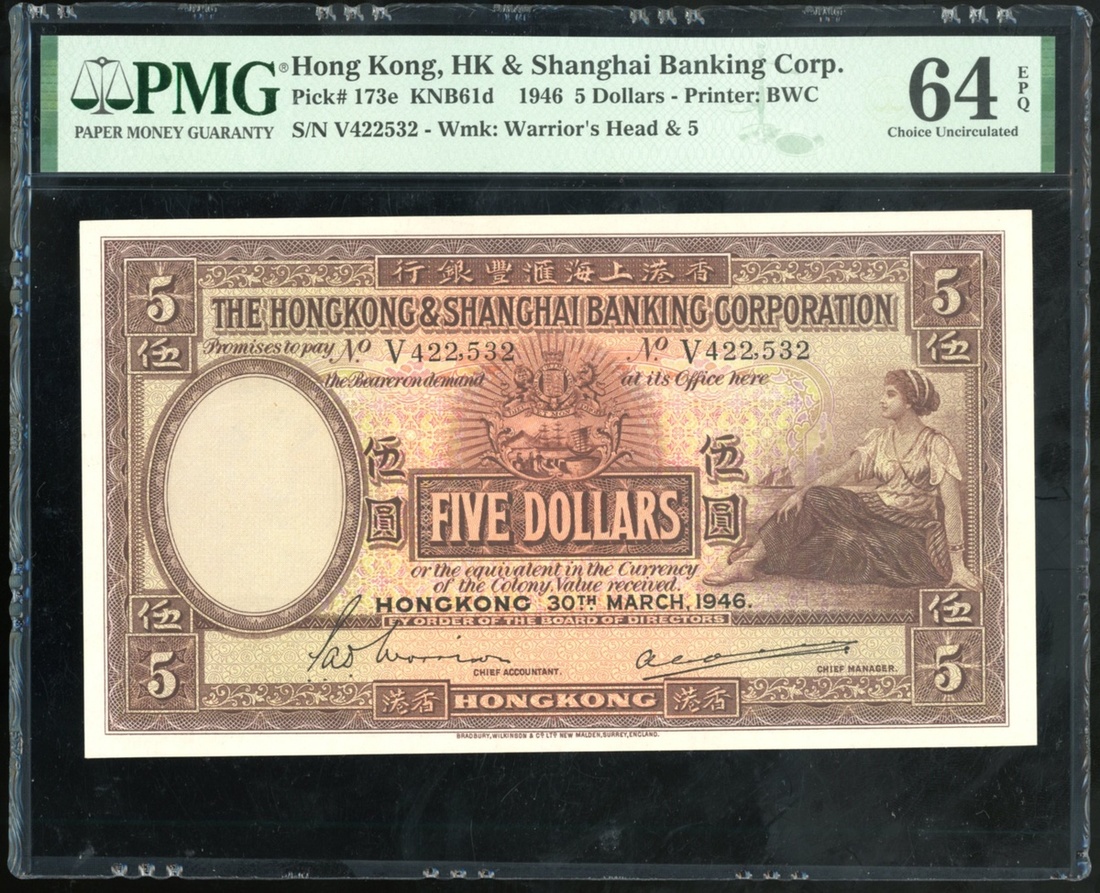 PMG® Hong Kong, HK & Shanghai Banking Corp.
Pick# 173e KNB61d 1946 5 Dollars - Printer: BWC
PAPER MONEY GUARANTY
S/N V422532 - Wmk: Warrior's Head & 5
64 EPQ
Choice Uncirculated
行銀豐滙海上港香
5 5
THE HONGKONG & SHANGHAI BANKING CORPORATION
伍 Promises to pay No. V 422,532 No. V 422,532 伍
the Bearer on demand at its Office here
伍圓 伍圓
FIVE DOLLARS
or the equivalent in the Currency
of the Colony, Value received.
HONGKONG 30TH MARCH, 1946.
伍 伍
BY ORDER OF THE BOARD OF DIRECTORS
5 5
CHIEF ACCOUNTANT. CHIEF MANAGER.
港香 HONGKONG 港香
BRADBURY, WILKINSON & Co LTD NEW MALDEN, SURREY, ENGLAND.